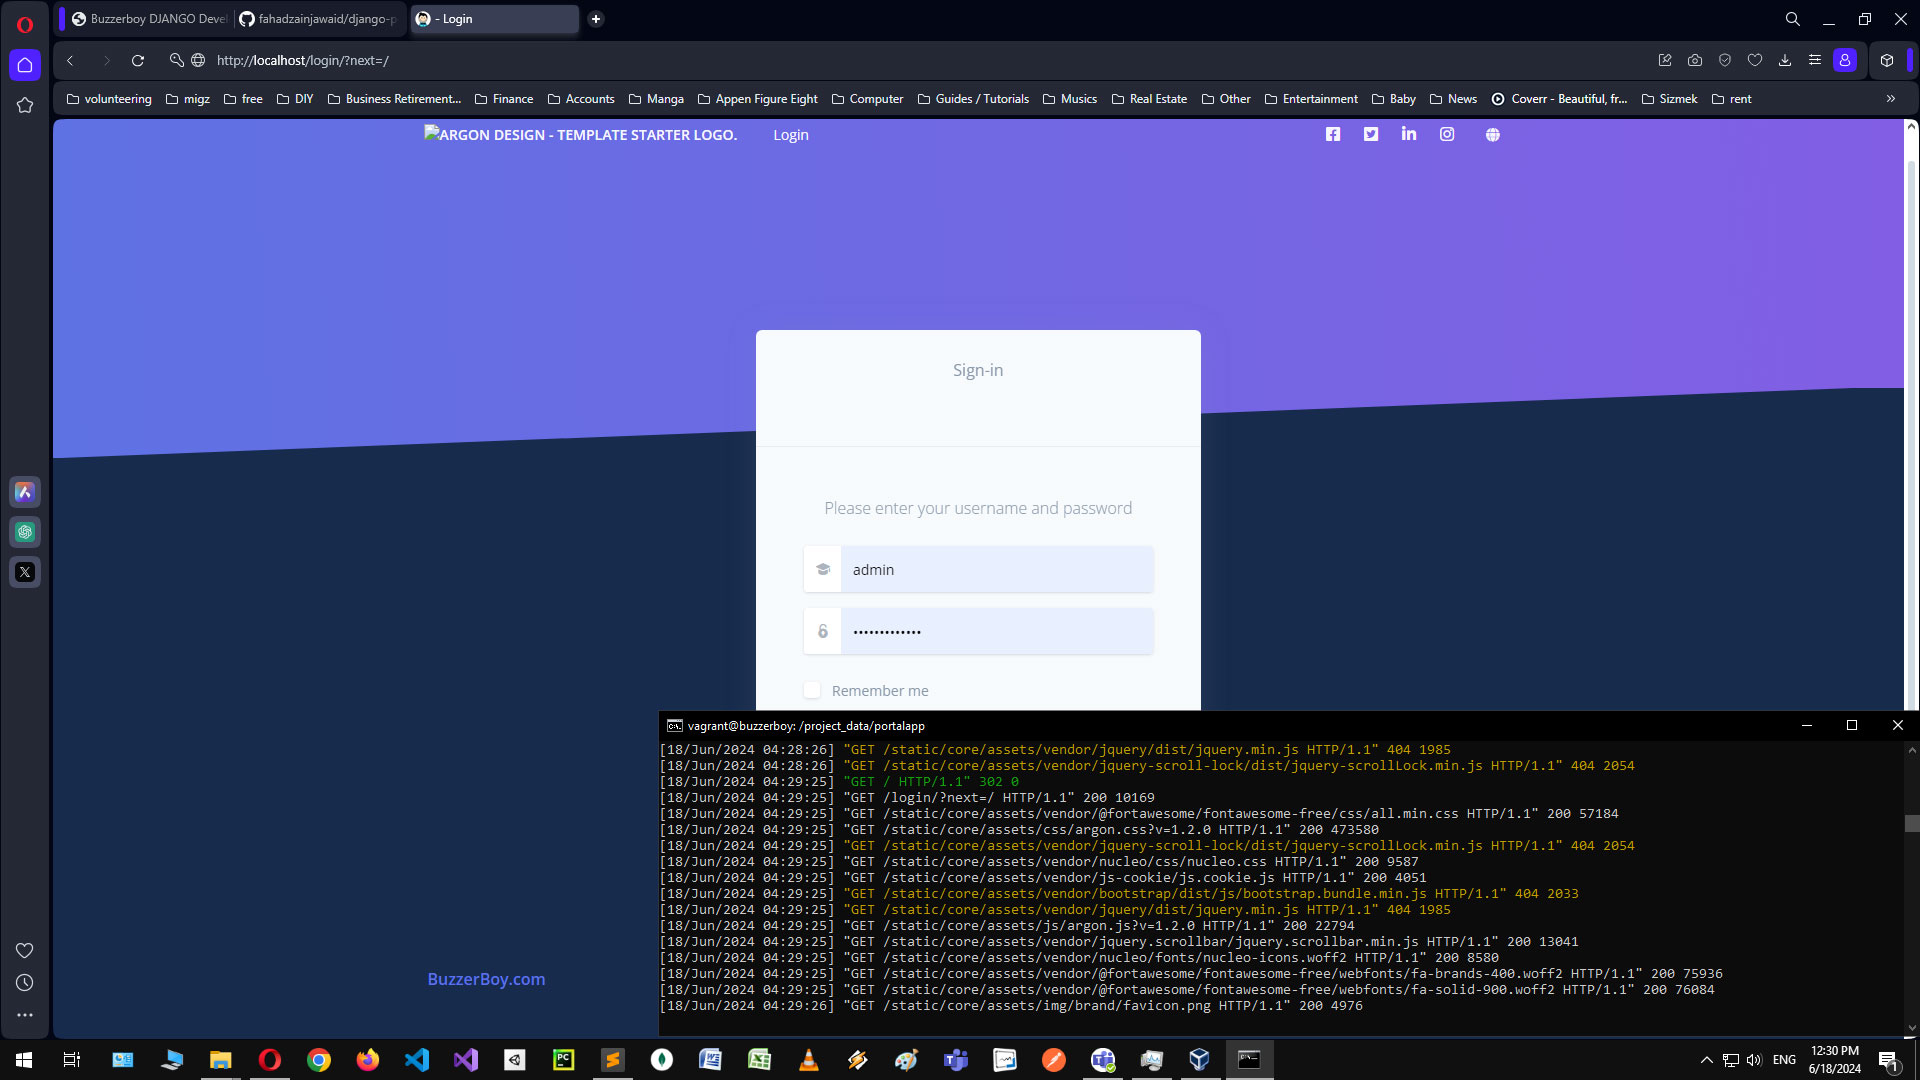 Buzzerboy DJANGO Deve
fahadzainjawaid/django-p
- Login
http://localhost/login/?next=/
volunteering
migz
free
DIY
Business Retirement...
Finance
Accounts
Manga
Appen Figure Eight
Computer
Guides / Tutorials
Musics
Real Estate
Other
Entertainment
Baby
News
Coverr - Beautiful, fr...
Sizmek
rent
ARGON DESIGN - TEMPLATE STARTER LOGO.
Login
Sign-in
Please enter your username and password
admin
•••••••••••••
Remember me
BuzzerBoy.com
vagrant@buzzerboy: /project_data/portalapp
[18/Jun/2024 04:28:26] "GET /static/core/assets/vendor/jquery/dist/jquery.min.js HTTP/1.1" 404 1985
[18/Jun/2024 04:28:26] "GET /static/core/assets/vendor/jquery-scroll-lock/dist/jquery-scrollLock.min.js HTTP/1.1" 404 2054
[18/Jun/2024 04:29:25] "GET / HTTP/1.1" 302 0
[18/Jun/2024 04:29:25] "GET /login/?next=/ HTTP/1.1" 200 10169
[18/Jun/2024 04:29:25] "GET /static/core/assets/vendor/@fortawesome/fontawesome-free/css/all.min.css HTTP/1.1" 200 57184
[18/Jun/2024 04:29:25] "GET /static/core/assets/css/argon.css?v=1.2.0 HTTP/1.1" 200 473580
[18/Jun/2024 04:29:25] "GET /static/core/assets/vendor/jquery-scroll-lock/dist/jquery-scrollLock.min.js HTTP/1.1" 404 2054
[18/Jun/2024 04:29:25] "GET /static/core/assets/vendor/nucleo/css/nucleo.css HTTP/1.1" 200 9587
[18/Jun/2024 04:29:25] "GET /static/core/assets/vendor/js-cookie/js.cookie.js HTTP/1.1" 200 4051
[18/Jun/2024 04:29:25] "GET /static/core/assets/vendor/bootstrap/dist/js/bootstrap.bundle.min.js HTTP/1.1" 404 2033
[18/Jun/2024 04:29:25] "GET /static/core/assets/vendor/jquery/dist/jquery.min.js HTTP/1.1" 404 1985
[18/Jun/2024 04:29:25] "GET /static/core/assets/js/argon.js?v=1.2.0 HTTP/1.1" 200 22794
[18/Jun/2024 04:29:25] "GET /static/core/assets/vendor/jquery.scrollbar/jquery.scrollbar.min.js HTTP/1.1" 200 13041
[18/Jun/2024 04:29:25] "GET /static/core/assets/vendor/nucleo/fonts/nucleo-icons.woff2 HTTP/1.1" 200 8580
[18/Jun/2024 04:29:25] "GET /static/core/assets/vendor/@fortawesome/fontawesome-free/webfonts/fa-brands-400.woff2 HTTP/1.1" 200 75936
[18/Jun/2024 04:29:25] "GET /static/core/assets/vendor/@fortawesome/fontawesome-free/webfonts/fa-solid-900.woff2 HTTP/1.1" 200 76084
[18/Jun/2024 04:29:26] "GET /static/core/assets/img/brand/favicon.png HTTP/1.1" 200 4976
ENG
12:30 PM
6/18/2024
1